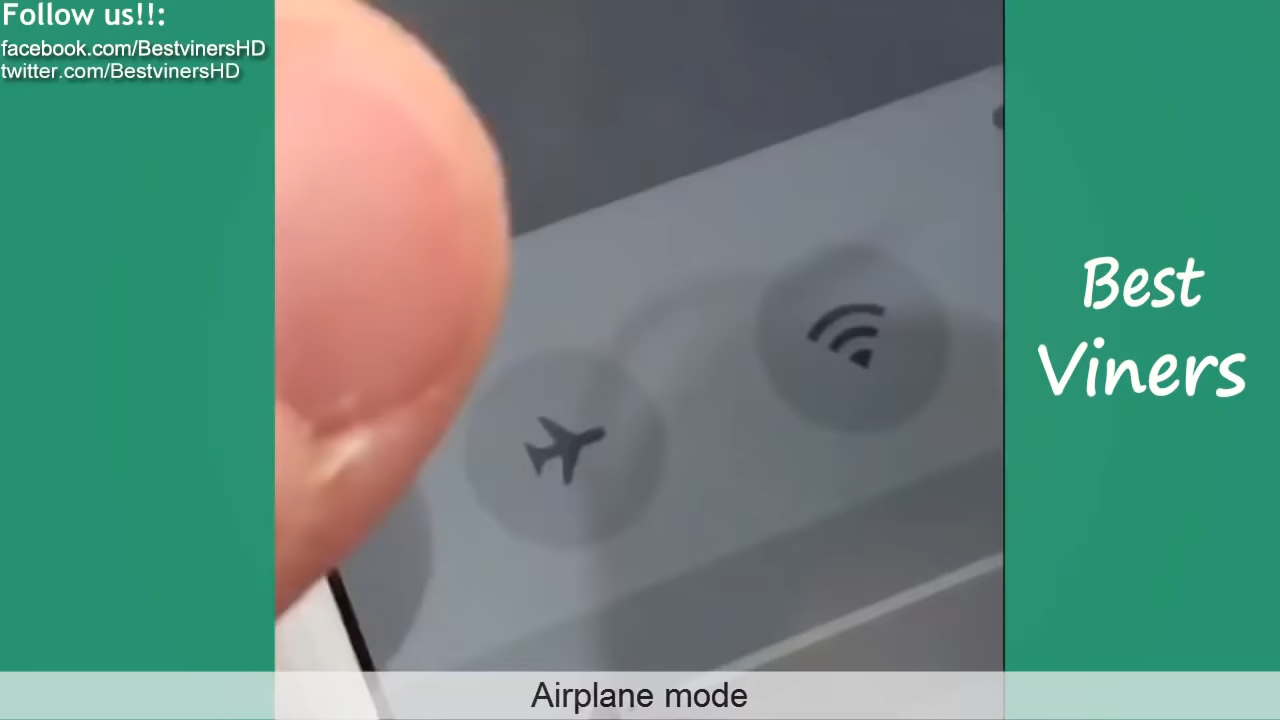 Follow us!!:
facebook.com/BestvinersHD
twitter.com/BestvinersHD
Best
Viners
Airplane mode